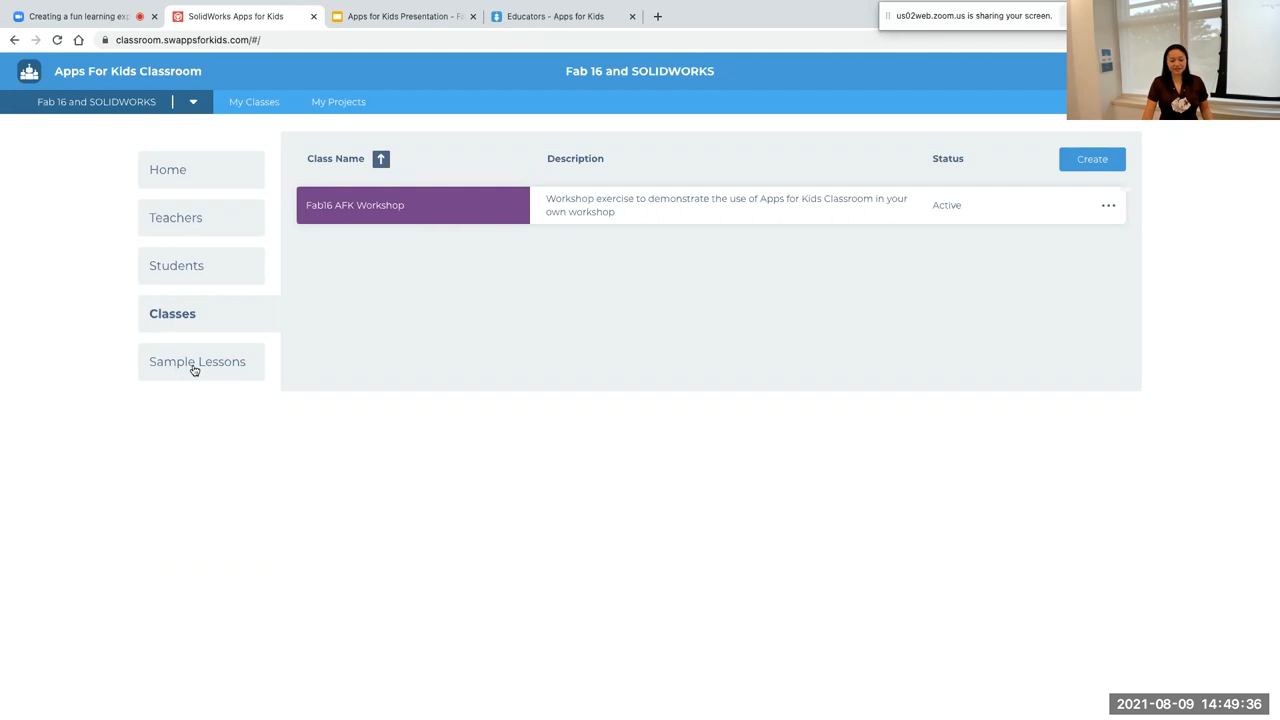 Creating a fun learning exp
SolidWorks Apps for Kids
Apps for Kids Presentation - Fa
Educators - Apps for Kids
us02web.zoom.us is sharing your screen.
classroom.swappsforkids.com/#/
Apps For Kids Classroom
Fab 16 and SOLIDWORKS
Fab 16 and SOLIDWORKS
My Classes
My Projects
Home
Teachers
Students
Classes
Sample Lessons
Class Name
Description
Status
Create
Fab16 AFK Workshop
Workshop exercise to demonstrate the use of Apps for Kids Classroom in your
own workshop
Active
2021-08-09 14:49:36